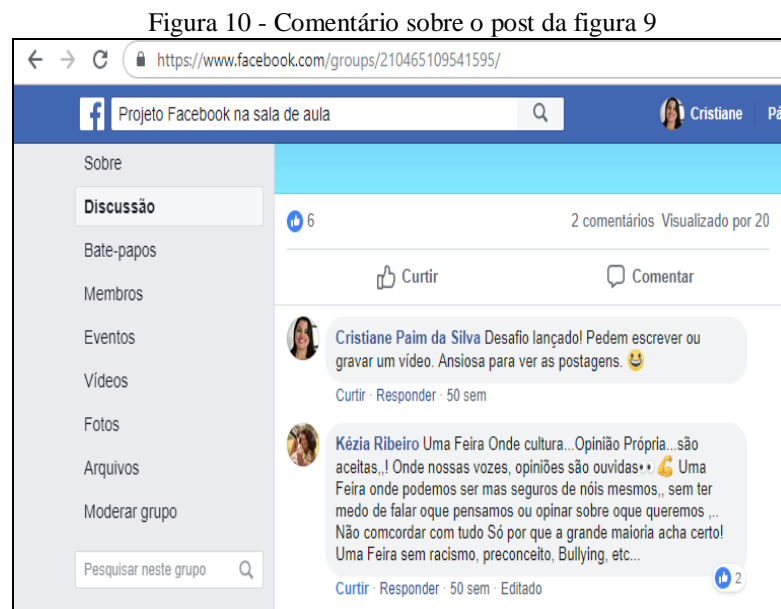 Figura 10 - Comentário sobre o post da figura 9
https://www.facebook.com/groups/210465109541595/
Projeto Facebook na sala de aula
Cristiane
Pá
Sobre
Discussão
Bate-papos
Membros
Eventos
Vídeos
Fotos
Arquivos
Moderar grupo
Pesquisar neste grupo
6
2 comentários Visualizado por 20
Curtir
Comentar
Cristiane Paim da Silva Desafio lançado! Pedem escrever ou
gravar um vídeo. Ansiosa para ver as postagens. 😀
Curtir · Responder · 50 sem
Kézia Ribeiro Uma Feira Onde cultura...Opinião Própria...são
aceitas,,! Onde nossas vozes, opiniões são ouvidas👀 💪 Uma
Feira onde podemos ser mas seguros de nóis mesmos,, sem ter
medo de falar oque pensamos ou opinar sobre oque queremos ,..
Não comcordar com tudo Só por que a grande maioria acha certo!
Uma Feira sem racismo, preconceito, Bullying, etc...
2
Curtir · Responder · 50 sem · Editado